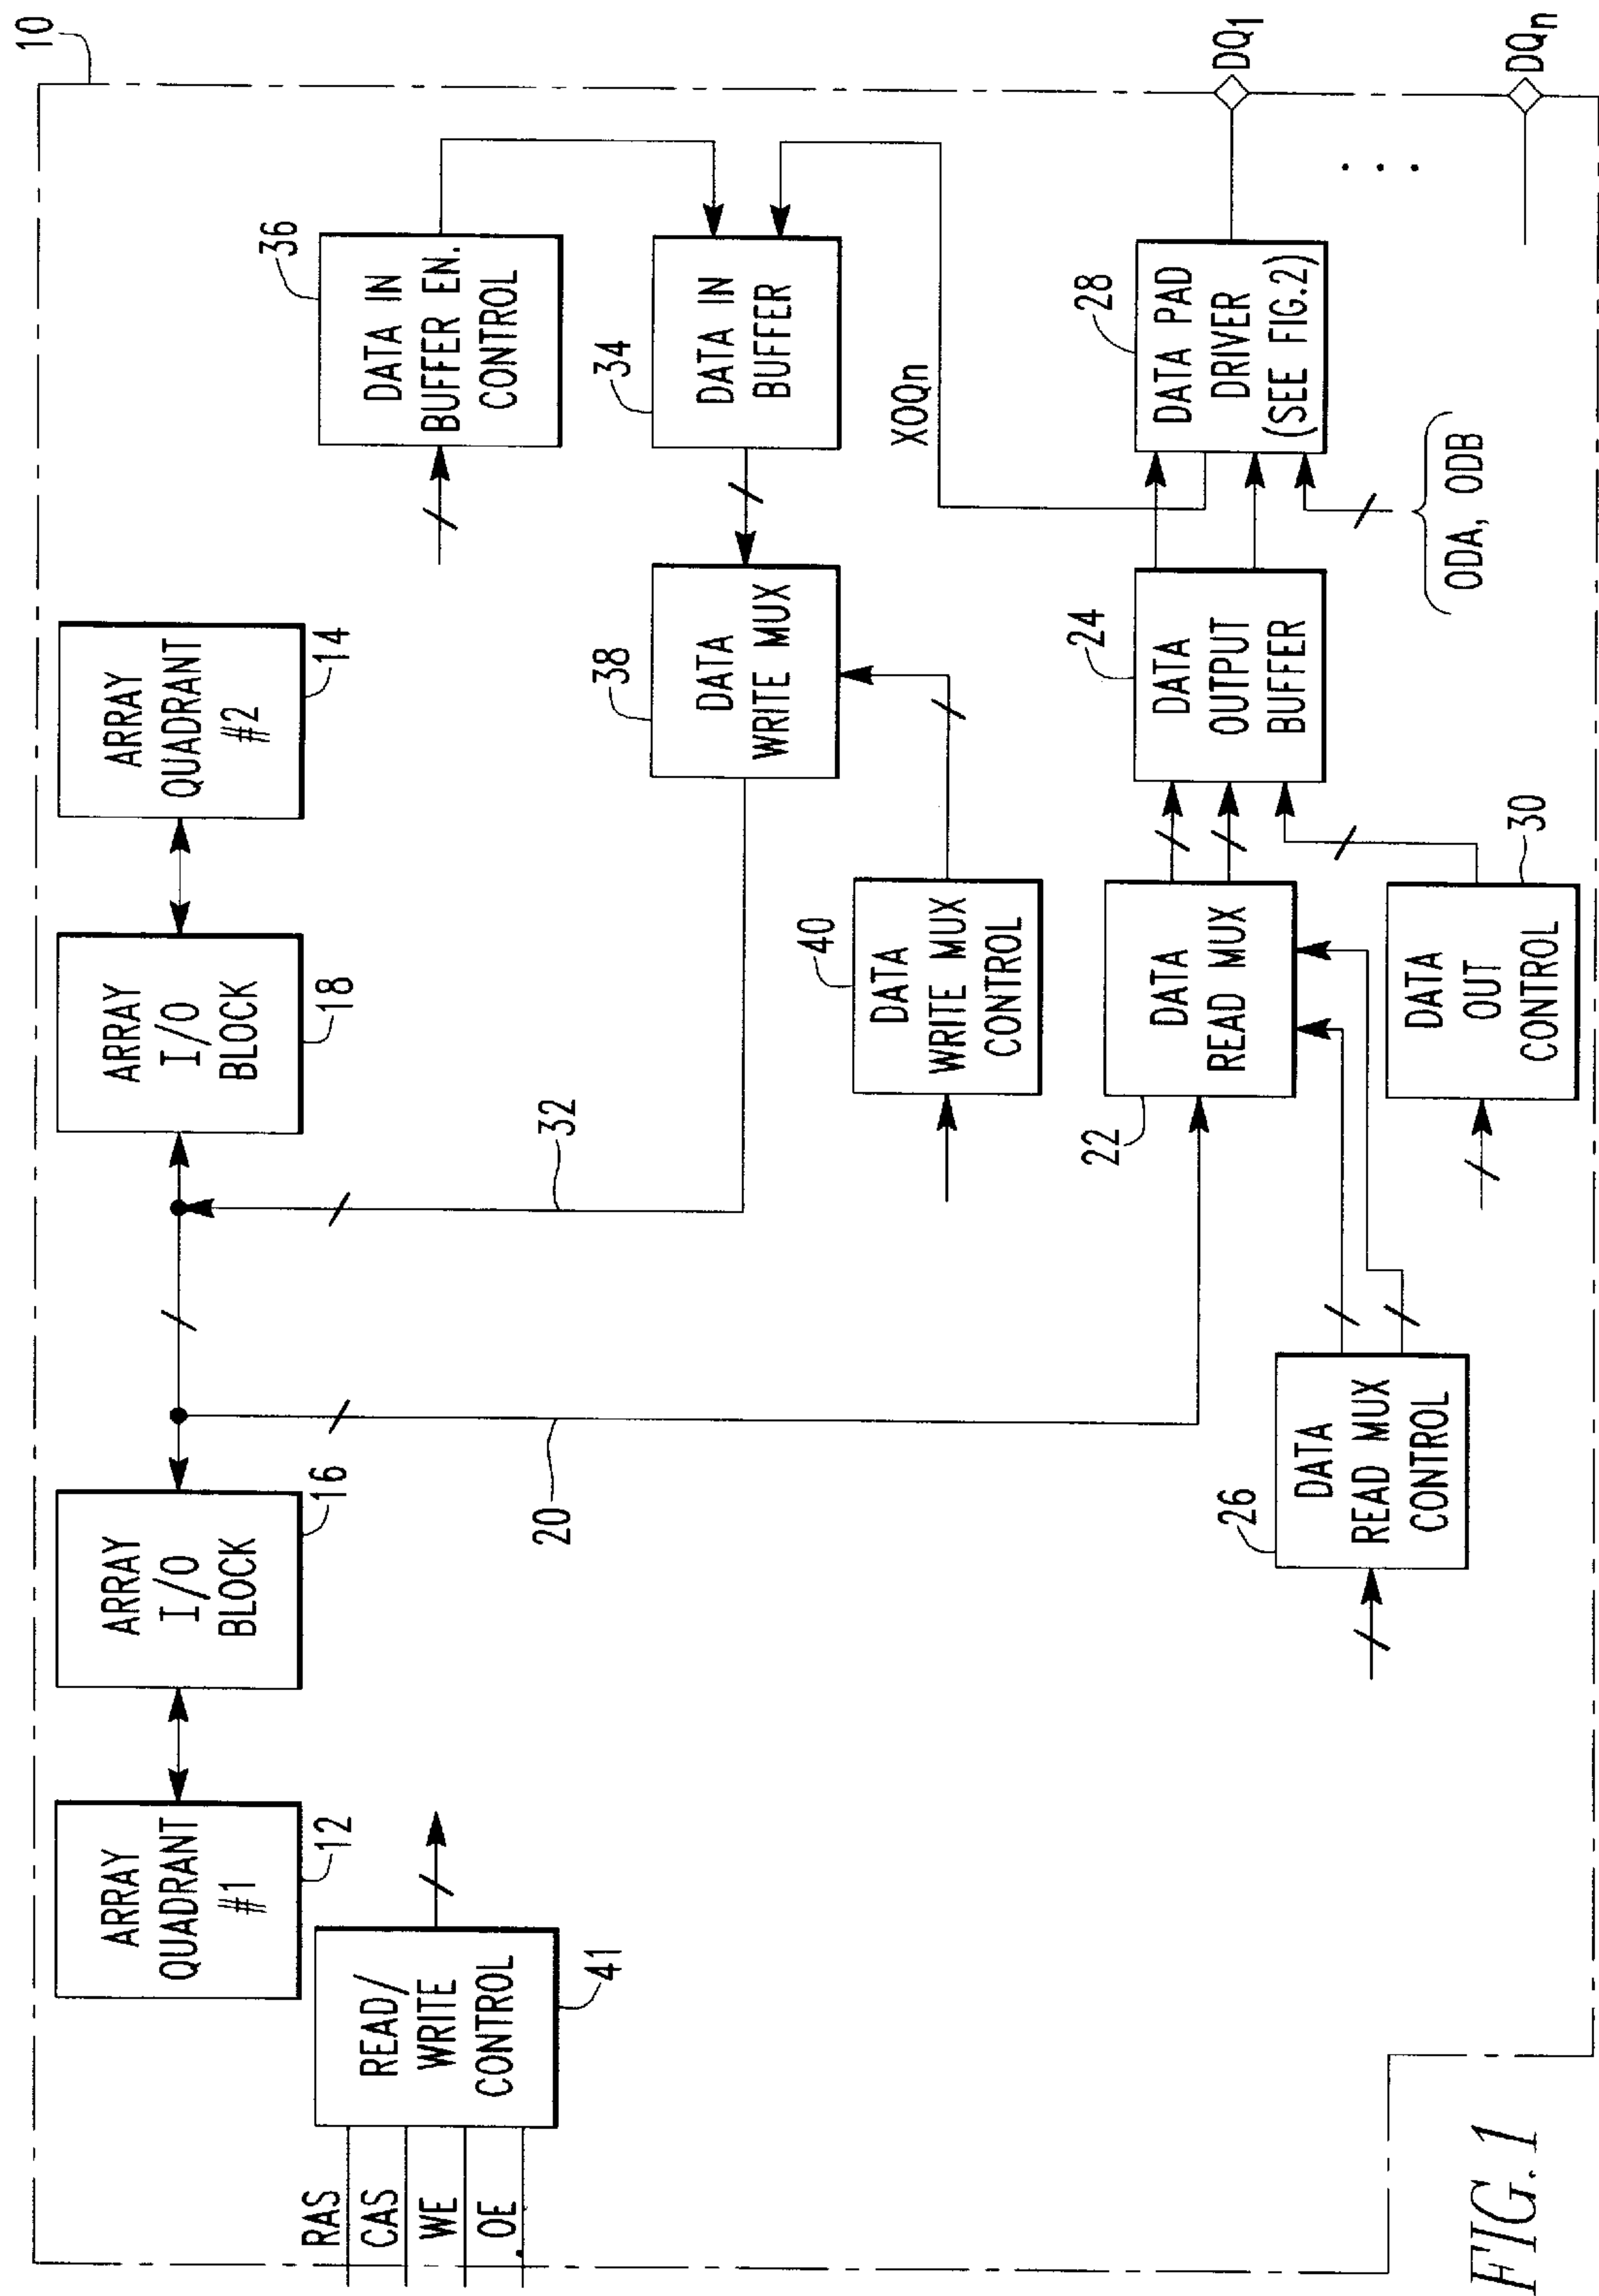 10
ARRAY
QUADRANT
#1
12
ARRAY
I/O
BLOCK
16
ARRAY
I/O
BLOCK
18
ARRAY
QUADRANT
#2
14
RAS
CAS
WE
OE
READ/
WRITE
CONTROL
41
20
32
DATA IN
BUFFER EN.
CONTROL
36
DATA
WRITE MUX
38
DATA IN
BUFFER
34
DATA
WRITE MUX
CONTROL
40
XOQn
DATA
READ MUX
22
DATA
OUTPUT
BUFFER
24
DATA PAD
DRIVER
(SEE FIG.2)
28
DQ1
DATA
READ MUX
CONTROL
26
DATA
OUT
CONTROL
30
ODA, ODB
. . .
DQn
FIG. 1